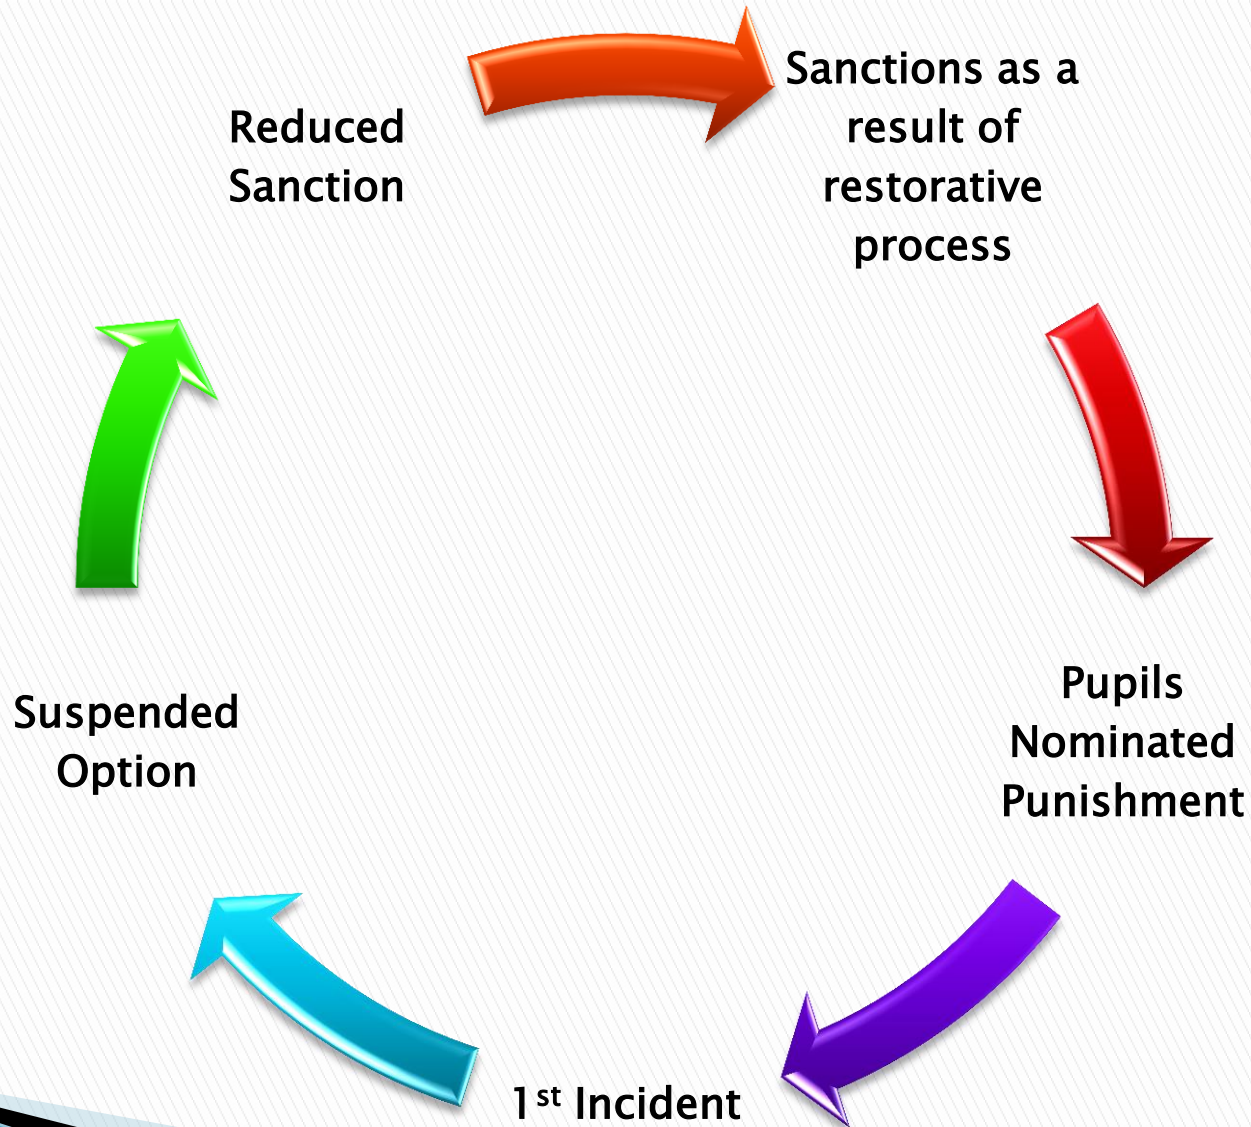 Sanctions as a
result of
restorative
process
Pupils
Nominated
Punishment
1st Incident
Suspended
Option
Reduced
Sanction